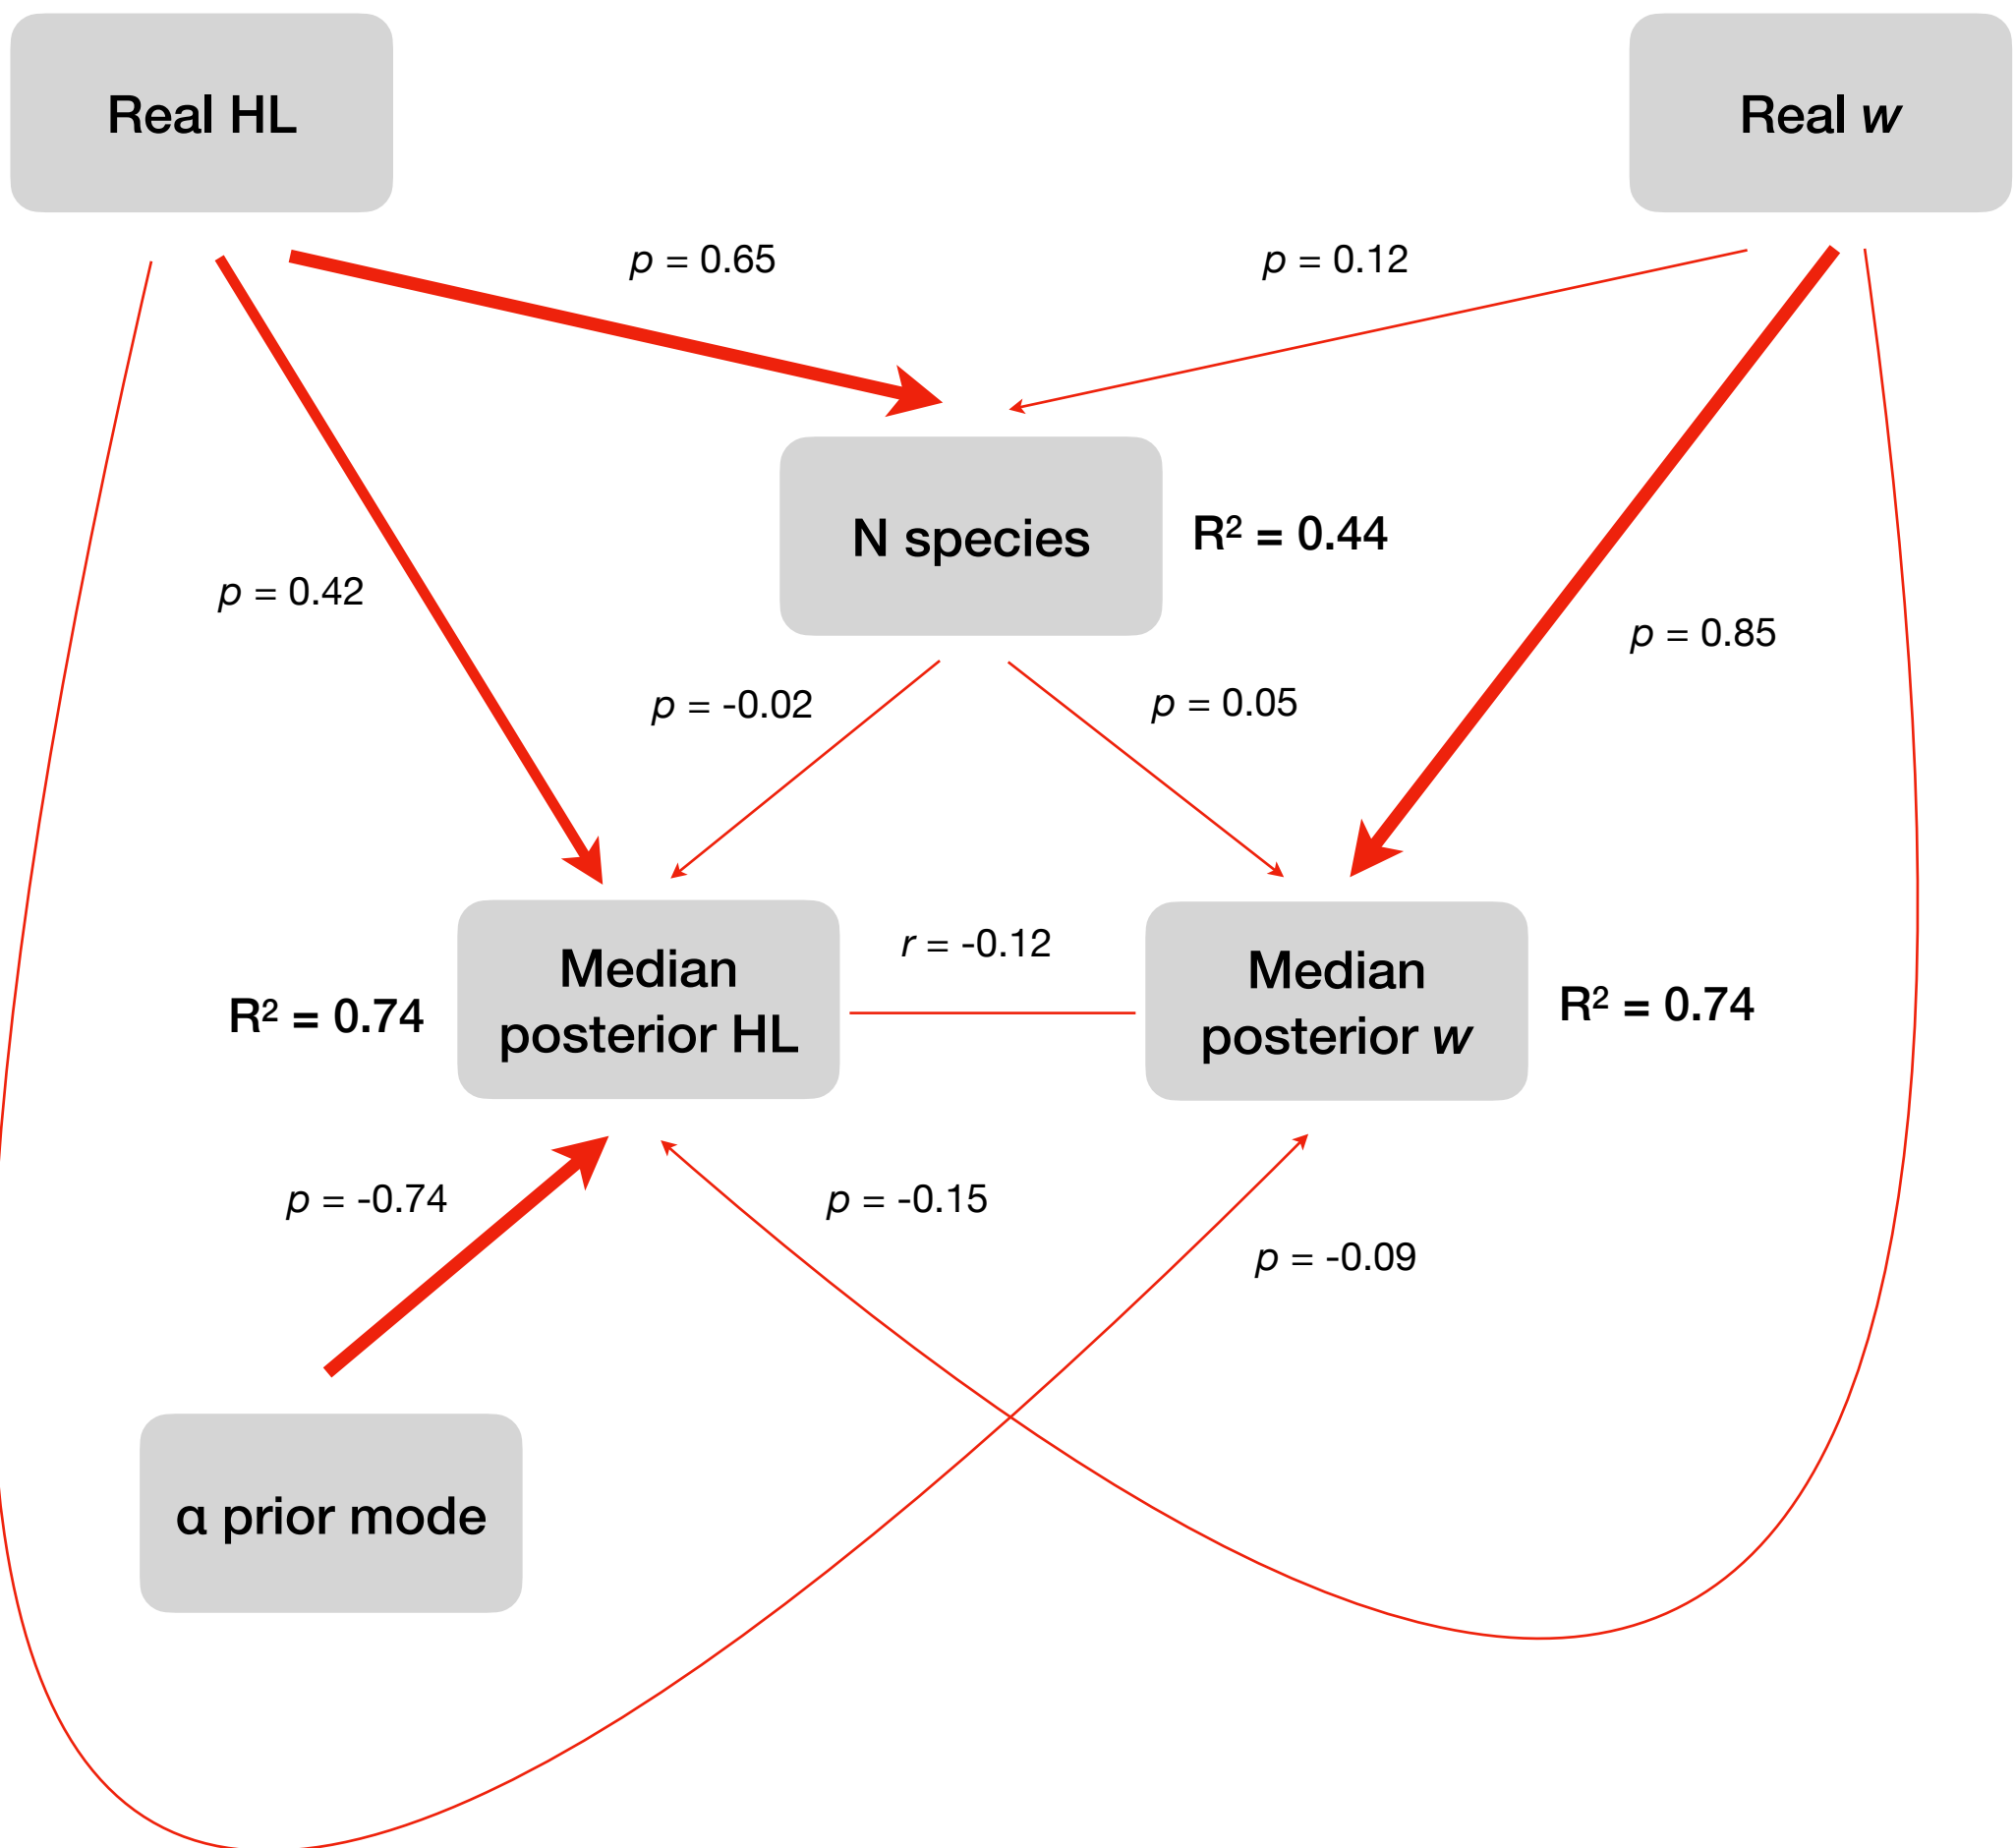 Real HL
Real w
p = 0.65
p = 0.12
N species
R² = 0.44
p = 0.42
p = 0.85
p = -0.02
p = 0.05
Median
posterior HL
r = -0.12
Median
posterior w
R² = 0.74
R² = 0.74
p = -0.74
p = -0.15
p = -0.09
α prior mode